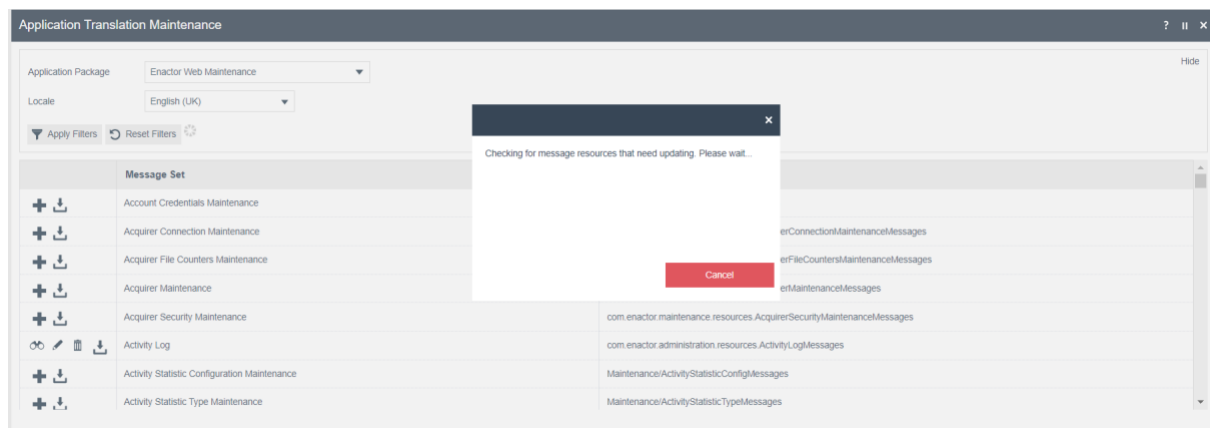 Application Translation Maintenance
? II ×
Application Package Enactor Web Maintenance
Hide
Locale English (UK)
Apply Filters Reset Filters
×
Checking for message resources that need updating. Please wait...
Cancel
Message Set
Account Credentials Maintenance
Acquirer Connection Maintenance erConnectionMaintenanceMessages
Acquirer File Counters Maintenance erFileCountersMaintenanceMessages
Acquirer Maintenance erMaintenanceMessages
Acquirer Security Maintenance com.enactor.maintenance.resources.AcquirerSecurityMaintenanceMessages
Activity Log com.enactor.administration.resources.ActivityLogMessages
Activity Statistic Configuration Maintenance Maintenance/ActivityStatisticConfigMessages
Activity Statistic Type Maintenance Maintenance/ActivityStatisticTypeMessages